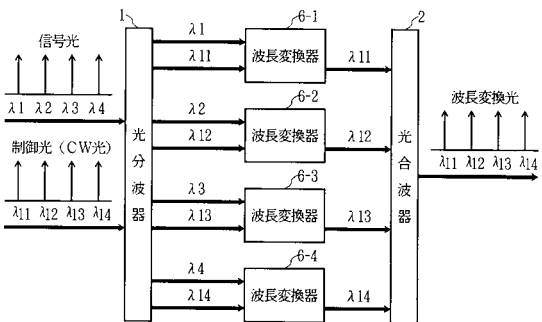 信号光
λ1 λ2 λ3 λ4
制御光（CW光）
λ11 λ12 λ13 λ14
1
光分波器
λ1
λ11
λ2
λ12
λ3
λ13
λ4
λ14
6-1
波長変換器
6-2
波長変換器
6-3
波長変換器
6-4
波長変換器
λ11
λ12
λ13
λ14
2
光合波器
波長変換光
λ11 λ12 λ13 λ14